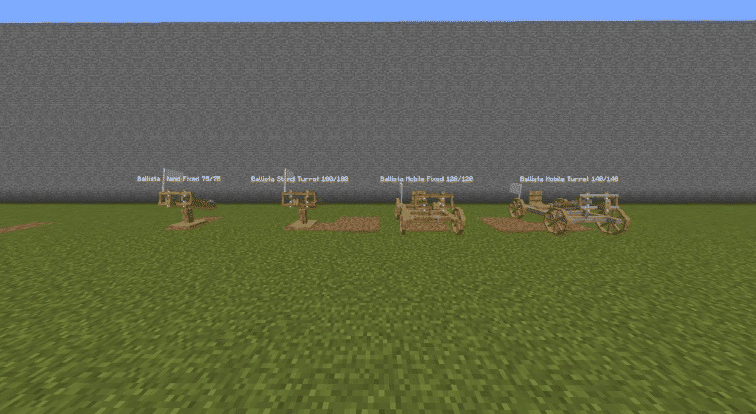 Ballista Stand Fixed 75/75
Ballista Stand Turret 100/100
Ballista Mobile Fixed 120/120
Ballista Mobile Turret 140/140